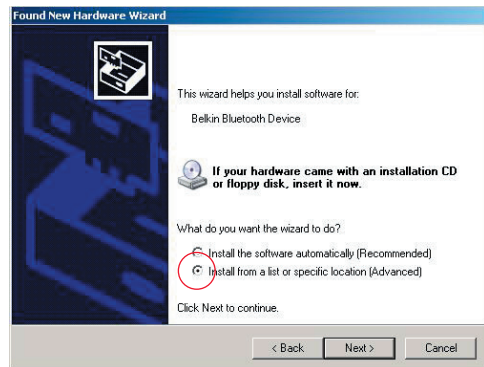 Found New Hardware Wizard
This wizard helps you install software for:
Belkin Bluetooth Device
If your hardware came with an installation CD
or floppy disk, insert it now.
What do you want the wizard to do?
Install the software automatically (Recommended)
Install from a list or specific location (Advanced)
Click Next to continue.
< Back
Next >
Cancel